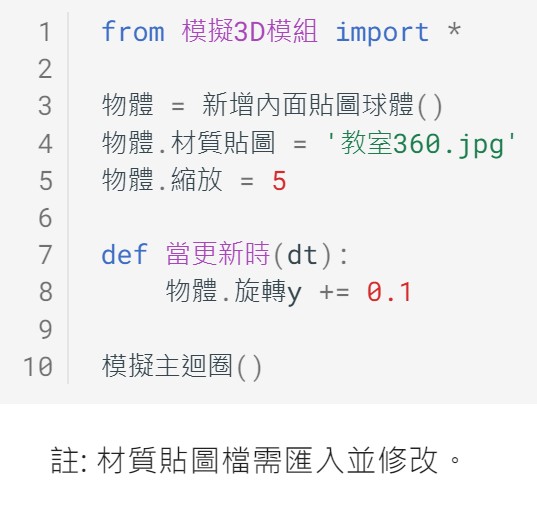 1 from 模擬3D模組 import *
2
3 物體 = 新增內面貼圖球體()
4 物體.材質貼圖 = '教室360.jpg'
5 物體.縮放 = 5
6
7 def 當更新時(dt):
8     物體.旋轉y += 0.1
9
10 模擬主迴圈()
註: 材質貼圖檔需匯入並修改。